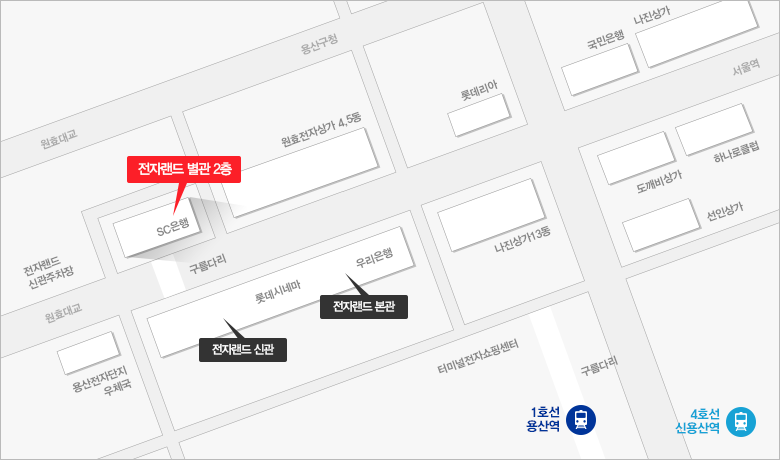 나진상가
국민은행
용산구청
서울역
롯데리아
원효전자상가 4,5동
원효대교
하나로클럽
전자랜드 별관 2층
도깨비상가
선인상가
SC은행
나진상가13동
우리은행
구름다리
전자랜드
신관주차장
롯데시네마
전자랜드 본관
원효대교
전자랜드 신관
터미널전자쇼핑센터
구름다리
용산전자단지
우체국
1호선
용산역
4호선
신용산역